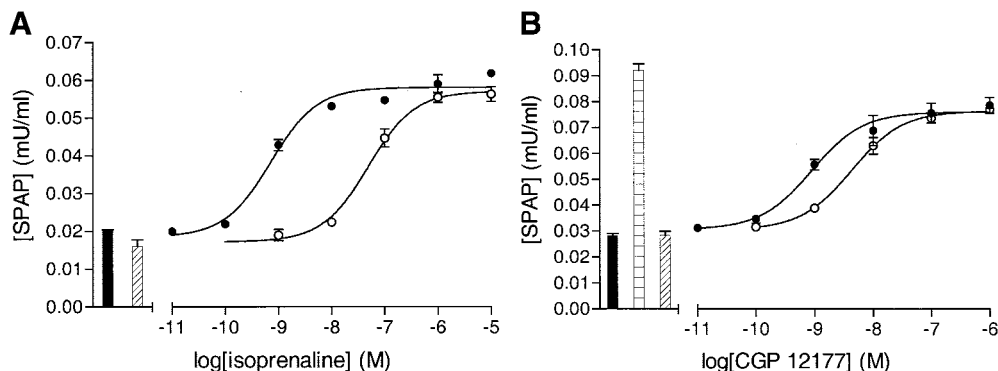 A
[SPAP] (mU/ml)
0.07
0.06
0.05
0.04
0.03
0.02
0.01
0.00
-11 -10 -9 -8 -7 -6 -5
log[isoprenaline] (M)
B
[SPAP] (mU/ml)
0.10
0.09
0.08
0.07
0.06
0.05
0.04
0.03
0.02
0.01
0.00
-11 -10 -9 -8 -7 -6
log[CGP 12177] (M)